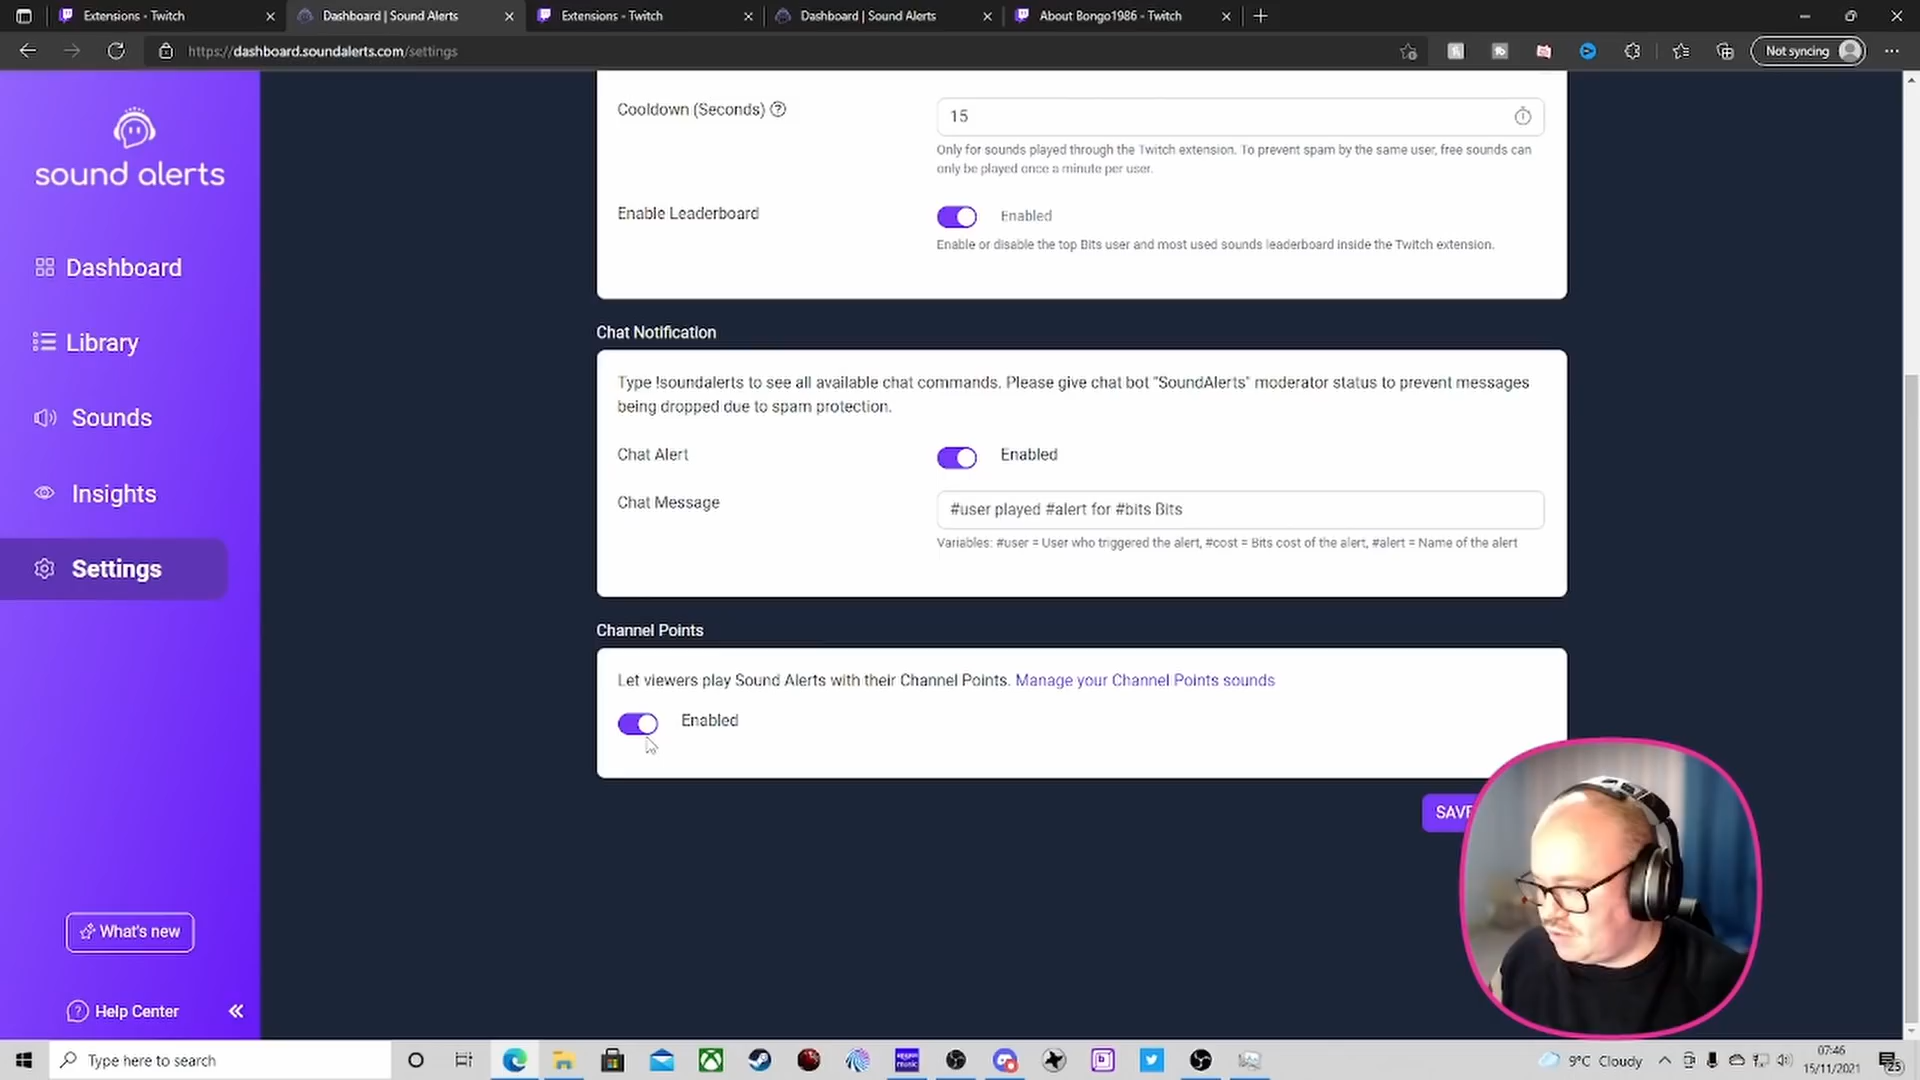 Extensions - Twitch
Dashboard | Sound Alerts
Extensions - Twitch
Dashboard | Sound Alerts
About Bongo1986 - Twitch
https://dashboard.soundalerts.com/settings
Not syncing
sound alerts
Dashboard
Library
Sounds
Insights
Settings
What's new
Help Center
Cooldown (Seconds)
15
Only for sounds played through the Twitch extension. To prevent spam by the same user, free sounds can
only be played once a minute per user.
Enable Leaderboard
Enabled
Enable or disable the top Bits user and most used sounds leaderboard inside the Twitch extension.
Chat Notification
Type !soundalerts to see all available chat commands. Please give chat bot "SoundAlerts" moderator status to prevent messages
being dropped due to spam protection.
Chat Alert
Enabled
Chat Message
#user played #alert for #bits Bits
Variables: #user = User who triggered the alert, #cost = Bits cost of the alert, #alert = Name of the alert
Channel Points
Let viewers play Sound Alerts with their Channel Points. Manage your Channel Points sounds
Enabled
SAVE
Type here to search
amazon music
9°C Cloudy
07:46
15/11/2021
25